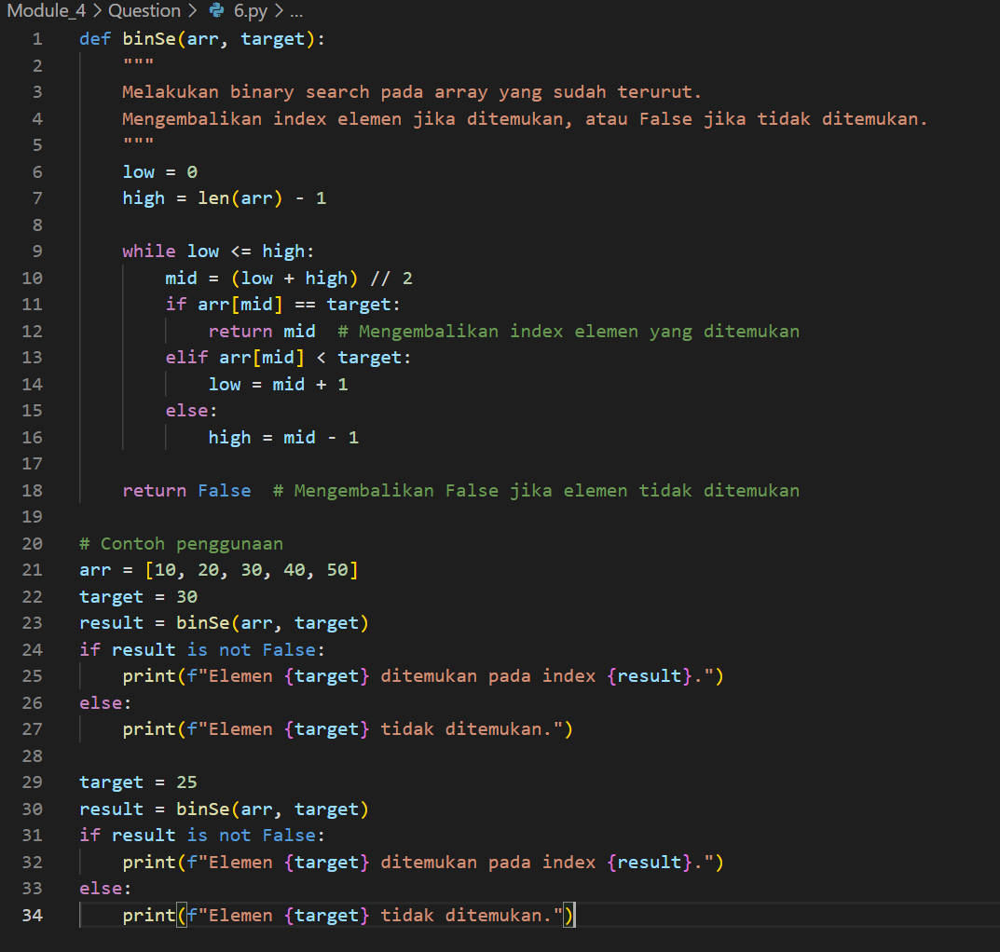 Module_4 > Question > 6.py > ...
1 def binSe(arr, target):
2     """
3     Melakukan binary search pada array yang sudah terurut.
4     Mengembalikan index elemen jika ditemukan, atau False jika tidak ditemukan.
5     """
6     low = 0
7     high = len(arr) - 1
8
9     while low <= high:
10         mid = (low + high) // 2
11         if arr[mid] == target:
12             return mid  # Mengembalikan index elemen yang ditemukan
13         elif arr[mid] < target:
14             low = mid + 1
15         else:
16             high = mid - 1
17
18     return False  # Mengembalikan False jika elemen tidak ditemukan
19
20 # Contoh penggunaan
21 arr = [10, 20, 30, 40, 50]
22 target = 30
23 result = binSe(arr, target)
24 if result is not False:
25     print(f"Elemen {target} ditemukan pada index {result}.")
26 else:
27     print(f"Elemen {target} tidak ditemukan.")
28
29 target = 25
30 result = binSe(arr, target)
31 if result is not False:
32     print(f"Elemen {target} ditemukan pada index {result}.")
33 else:
34     print(f"Elemen {target} tidak ditemukan.")